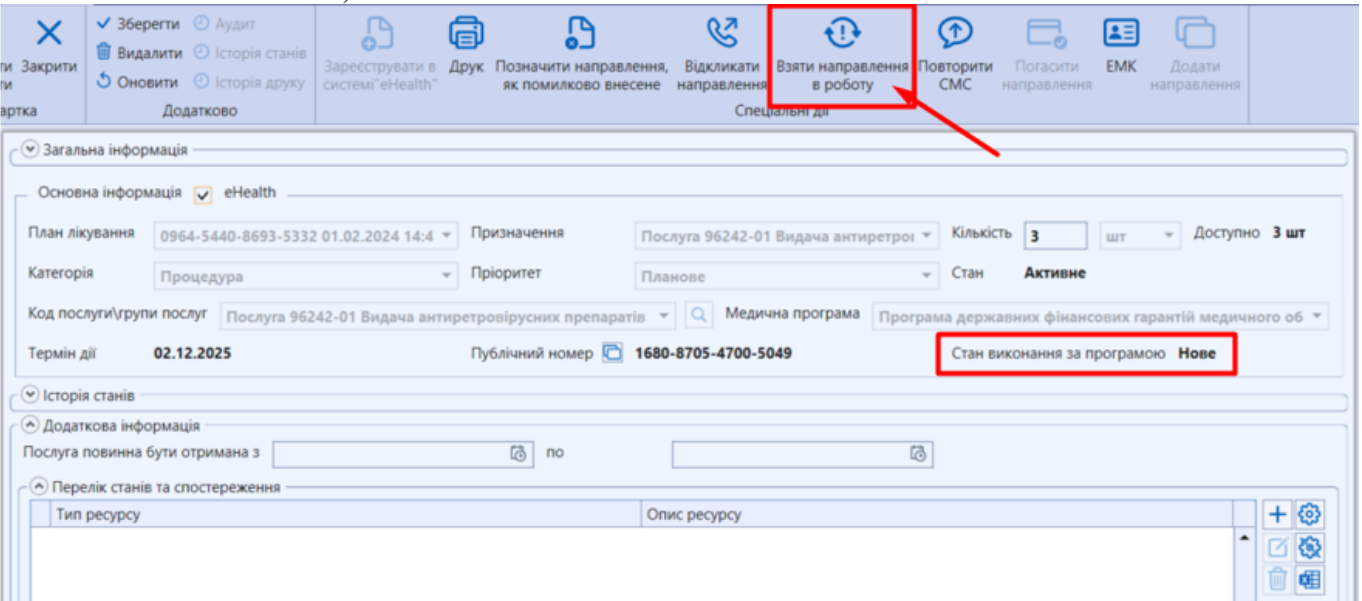 Зберегти Аудит
ти Закрити Видалити Історія станів Зареєструвати в Друк Позначити направлення, Відкликати Взяти направлення Повторити Погасити ЕМК Додати
ти Оновити Історія друку системі"eHealth" як помилково внесене направлення в роботу СМС направлення направлення
артка Додатково Спеціальні дії
Загальна інформація
Основна інформація eHealth
План лікування 0964-5440-8693-5332 01.02.2024 14:4 Призначення Послуга 96242-01 Видача антиретрої Кількість 3 шт Доступно 3 шт
Категорія Процедура Пріоритет Планове Стан Активне
Код послуги\групи послуг Послуга 96242-01 Видача антиретровірусних препаратів Медична програма Програма державних фінансових гарантій медичного об
Термін дії 02.12.2025 Публічний номер 1680-8705-4700-5049 Стан виконання за програмою Нове
Історія станів
Додаткова інформація
Послуга повинна бути отримана з по
Перелік станів та спостереження
Тип ресурсу Опис ресурсу